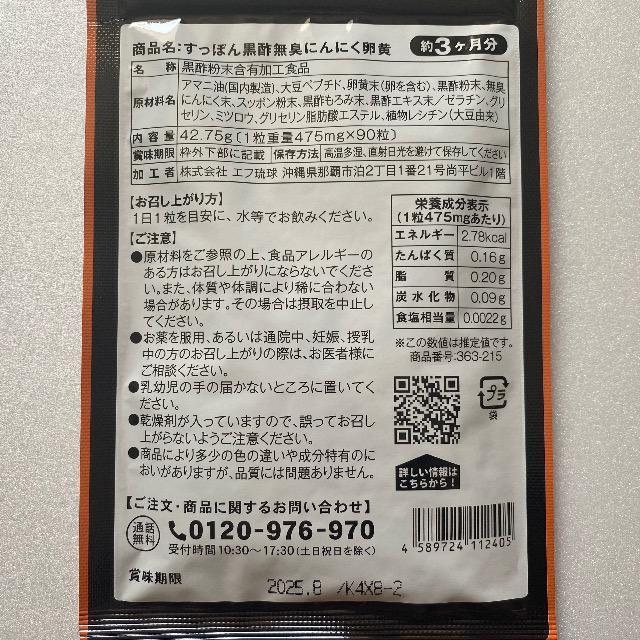 商品名:すっぽん黒酢無臭にんにく卵黄 約3ヶ月分
名 称 黒酢粉末含有加工食品
原材料名 アマニ油(国内製造)、大豆ペプチド、卵黄末(卵を含む)、黒酢粉末、無臭
にんにく末、スッポン粉末、黒酢もろみ末、黒酢エキス末/ゼラチン、グリ
セリン、ミツロウ、グリセリン脂肪酸エステル、植物レシチン(大豆由来)
内 容 量 42.75g[1粒重量475mg×90粒]
賞味期限 枠外下部に記載 保存方法 高温多湿、直射日光を避けて保存してください
加 工 者 株式会社 エフ琉球 沖縄県那覇市泊2丁目1番21号尚平ビル1階
【お召し上がり方】
1日1粒を目安に、水等でお飲みください。
【ご注意】
●原材料をご参照の上、食品アレルギーの
ある方はお召し上がりにならないでくださ
い。また、体質や体調により稀に合わない
場合があります。その場合は摂取を中止し
てください。
●お薬を服用、あるいは通院中、妊娠、授乳
中の方のお召し上がりの際は、お医者様に
ご相談ください。
●乳幼児の手の届かないところに置いてく
ださい。
●乾燥剤が入っていますので、誤ってお召し
上がらないようご注意ください。
●商品により多少の色の違いや成分特有のに
おいがありますが、品質には問題ありません。
栄養成分表示
(1粒475mgあたり)
エネルギー 2.78kcal
たんぱく質 0.16g
脂 質 0.20g
炭水化物 0.09g
食塩相当量 0.0022g
※この数値は推定値です。
商品番号:363-215
プラ
袋
詳しい情報は
こちらから!
【ご注文・商品に関するお問い合わせ】
通話
無料
0120-976-970
受付時間10:30～17:30(土日祝日を除く)
4 589724 112405
賞味期限 2025.8 /K4X8-2